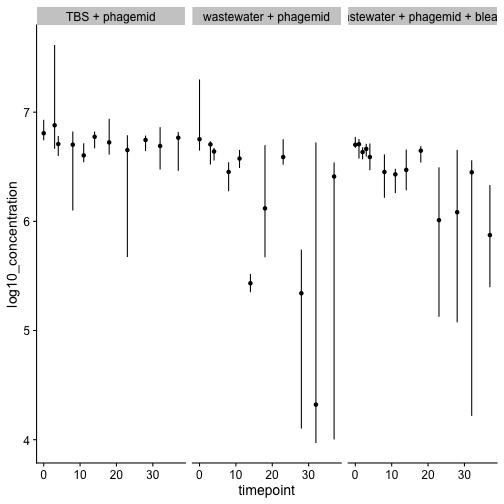 TBS + phagemid
wastewater + phagemid
stewater + phagemid + blea
log10_concentration
7
6
5
4
0 10 20 30
0 10 20 30
0 10 20 30
timepoint